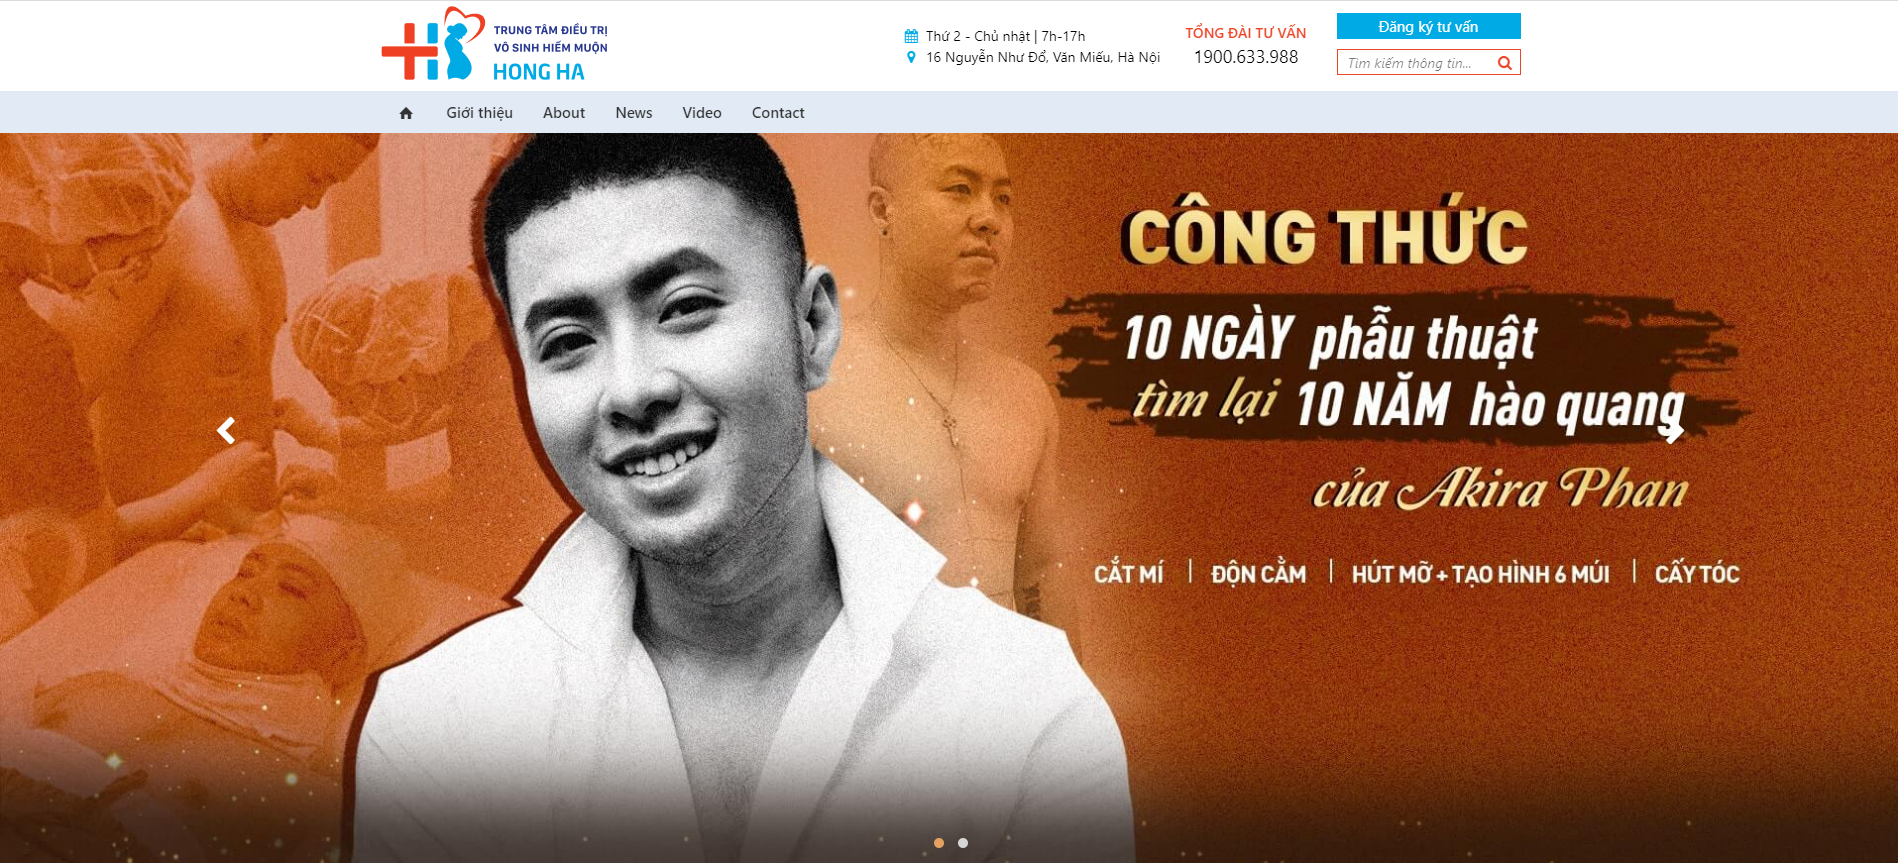 TRUNG TÂM ĐIỀU TRỊ
VÔ SINH HIẾM MUỘN
HONG HA
Thứ 2 - Chủ nhật | 7h-17h
16 Nguyễn Như Đổ, Văn Miếu, Hà Nội
TỔNG ĐÀI TƯ VẤN
1900.633.988
Đăng ký tư vấn
Tìm kiếm thông tin...
Giới thiệu About News Video Contact
CÔNG THỨC
10 NGÀY phẫu thuật
tìm lại 10 NĂM hào quang
của Akira Phan
CẮT MÍ | ĐỘN CẰM | HÚT MỠ + TẠO HÌNH 6 MÚI | CẤY TÓC